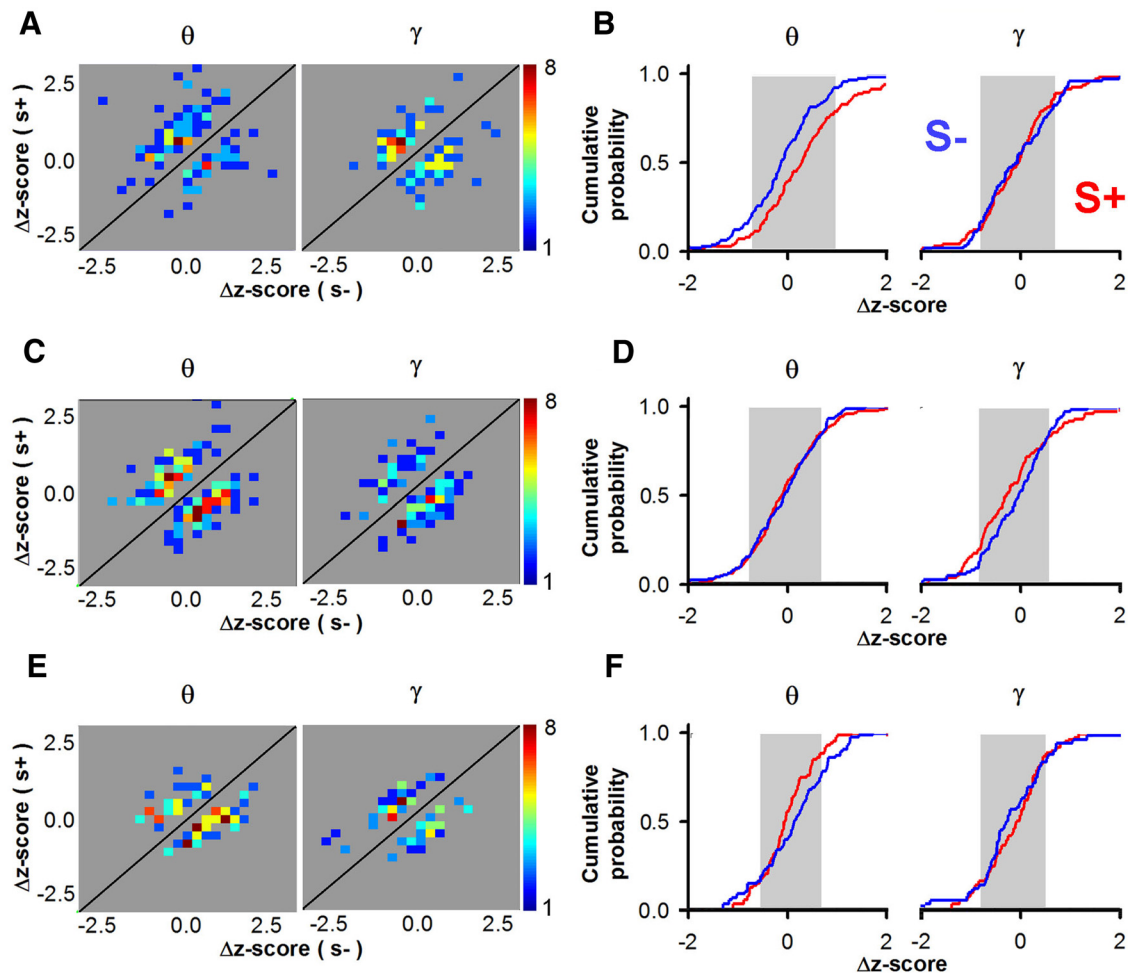 A
θ
γ
2.5
0.0
-2.5
Δz-score ( s+ )
-2.5 0.0 2.5 -2.5 0.0 2.5
Δz-score ( s- )
8
1
B
θ
γ
1.0
0.5
0.0
Cumulative
probability
S-
S+
-2 0 2 -2 0 2
Δz-score
C
θ
γ
2.5
0.0
-2.5
Δz-score ( s+ )
-2.5 0.0 2.5 -2.5 0.0 2.5
Δz-score ( s- )
8
1
D
θ
γ
1.0
0.5
0.0
Cumulative
probability
-2 0 2 -2 0 2
Δz-score
E
θ
γ
2.5
0.0
-2.5
Δz-score ( s+)
-2.5 0.0 2.5 -2.5 0.0 2.5
Δz-score ( s- )
8
1
F
θ
γ
1.0
0.5
0.0
Cumulative
probability
-2 0 2 -2 0 2
Δz-score